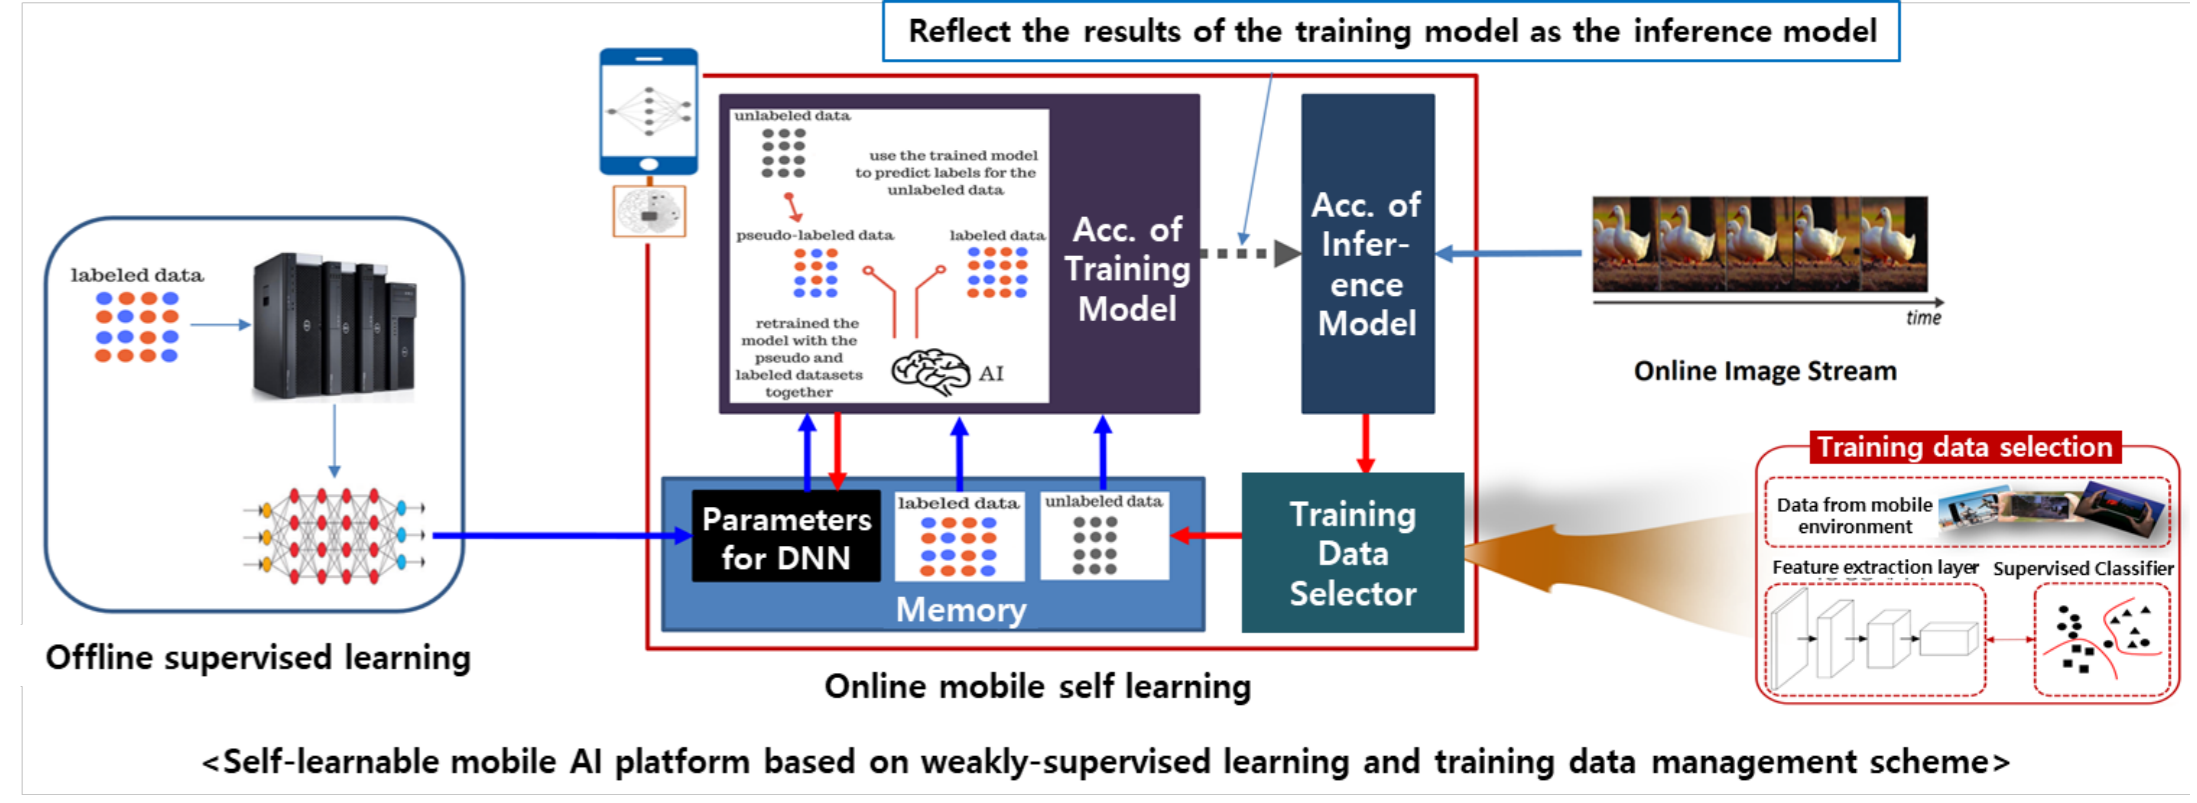 Reflect the results of the training model as the inference model
unlabeled data
use the trained model
to predict labels for the
unlabeled data
pseudo-labeled data
labeled data
retrained the
model with the
pseudo and
labeled datasets
together
AI
Acc. of
Training
Model
Acc. of
Infer-
ence
Model
time
Online Image Stream
labeled data
Offline supervised learning
Parameters
for DNN
labeled data
unlabeled data
Memory
Training
Data
Selector
Online mobile self learning
Training data selection
Data from mobile
environment
Feature extraction layer
Supervised Classifier
<Self-learnable mobile AI platform based on weakly-supervised learning and training data management scheme>